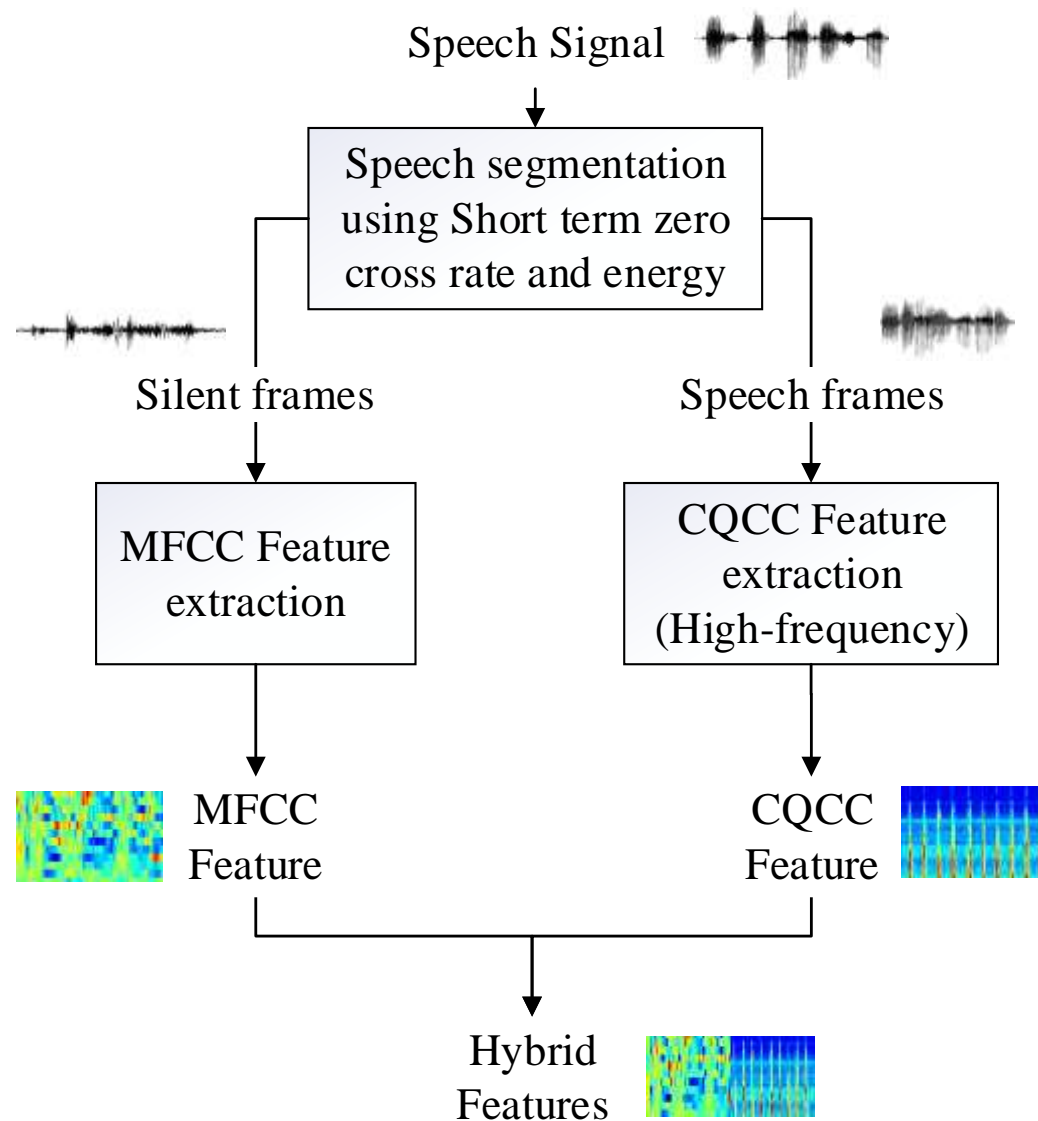 Speech Signal
Speech segmentation
using Short term zero
cross rate and energy
Silent frames
Speech frames
MFCC Feature
extraction
CQCC Feature
extraction
(High-frequency)
MFCC
Feature
CQCC
Feature
Hybrid
Features